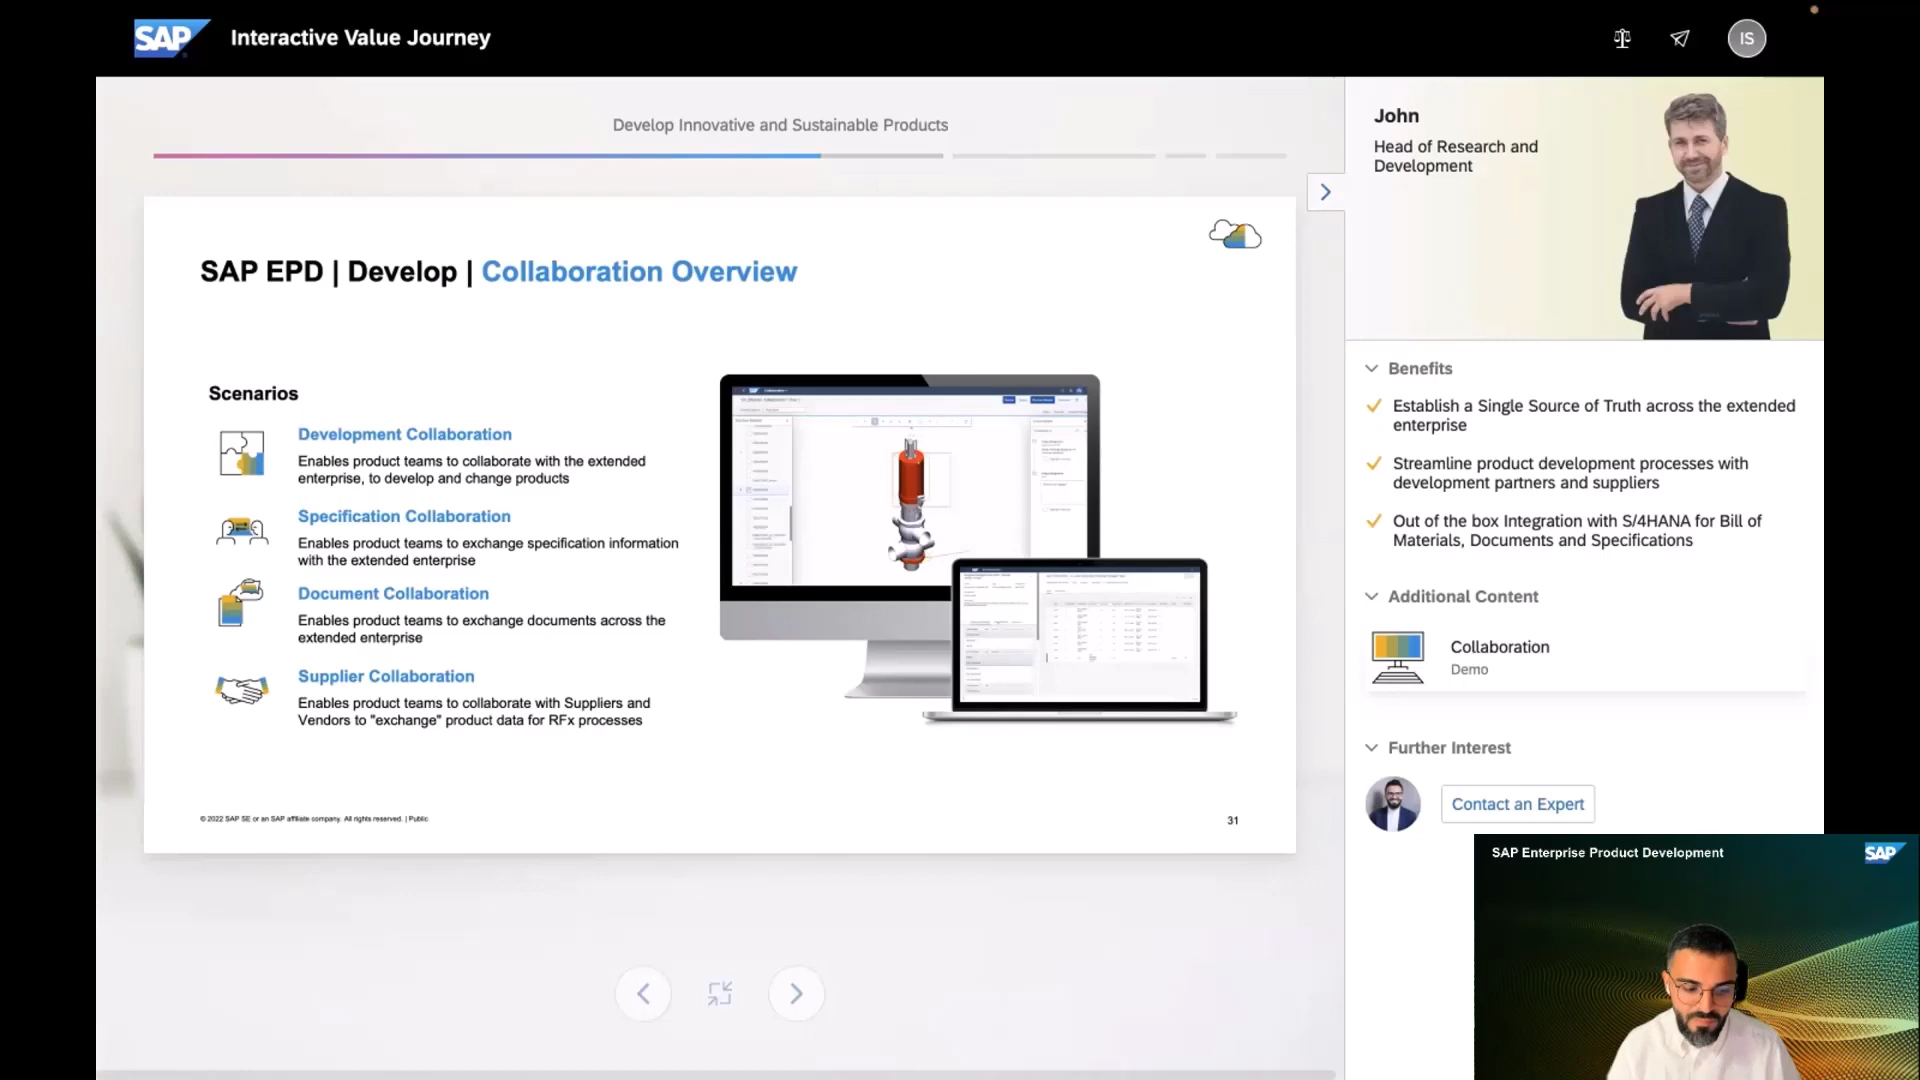 SAP
Interactive Value Journey
IS
Develop Innovative and Sustainable Products
SAP EPD | Develop | Collaboration Overview
Scenarios
Development Collaboration
Enables product teams to collaborate with the extended
enterprise, to develop and change products
Specification Collaboration
Enables product teams to exchange specification information
with the extended enterprise
Document Collaboration
Enables product teams to exchange documents across the
extended enterprise
Supplier Collaboration
Enables product teams to collaborate with Suppliers and
Vendors to "exchange" product data for RFx processes
© 2022 SAP SE or an SAP affiliate company. All rights reserved. | Public
31
John
Head of Research and
Development
Benefits
Establish a Single Source of Truth across the extended
enterprise
Streamline product development processes with
development partners and suppliers
Out of the box Integration with S/4HANA for Bill of
Materials, Documents and Specifications
Additional Content
Collaboration
Demo
Further Interest
Contact an Expert
SAP Enterprise Product Development
SAP